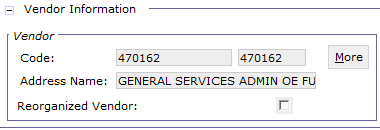 Vendor Information
Vendor
Code: 470162 470162 More
Address Name: GENERAL SERVICES ADMIN OE FU
Reorganized Vendor: